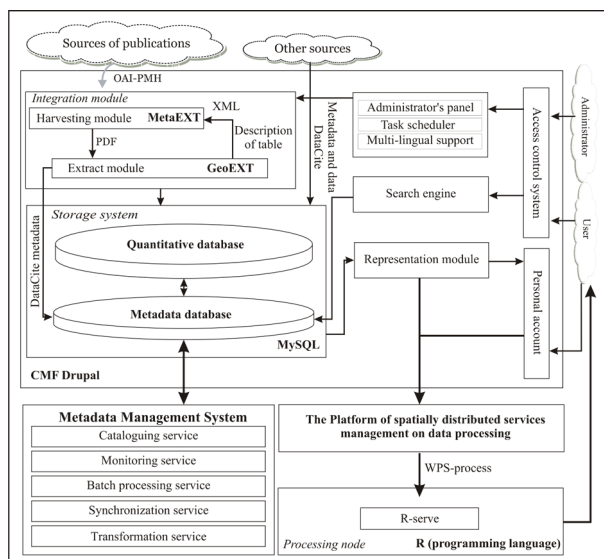 Sources of publications
Other sources
OAI-PMH
Integration module
XML
Harvesting module
MetaEXT
PDF
Description
of table
Extract module
GeoEXT
Metadata and data
DataCite
Administrator's panel
Task scheduler
Multi-lingual support
Access control system
Administrator
User
Search engine
Storage system
Quantitative database
DataCite metadata
Metadata database
MySQL
Representation module
Personal account
CMF Drupal
Metadata Management System
Cataloguing service
Monitoring service
Batch processing service
Synchronization service
Transformation service
The Platform of spatially distributed services
management on data processing
WPS-process
R-serve
Processing node
R (programming language)